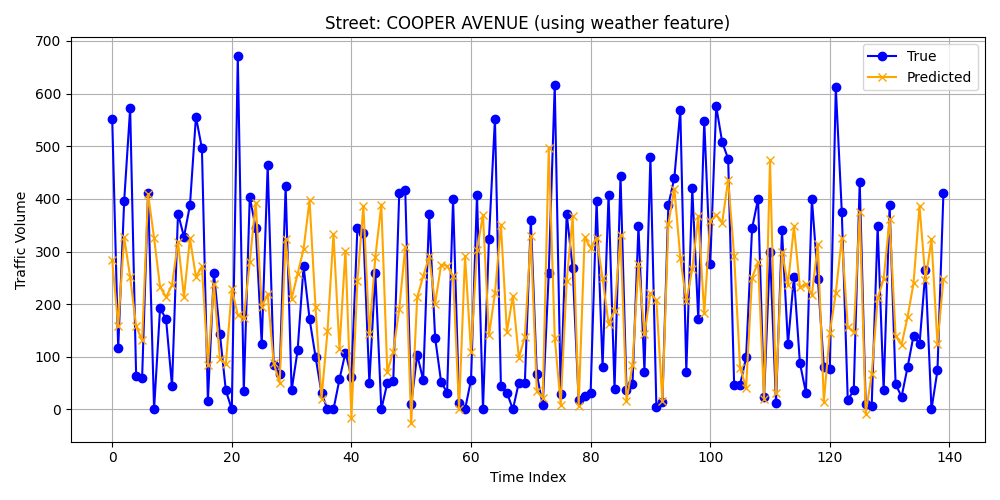 Street: COOPER AVENUE (using weather feature)
True
Predicted
Traffic Volume
700
600
500
400
300
200
100
0
0 20 40 60 80 100 120 140
Time Index